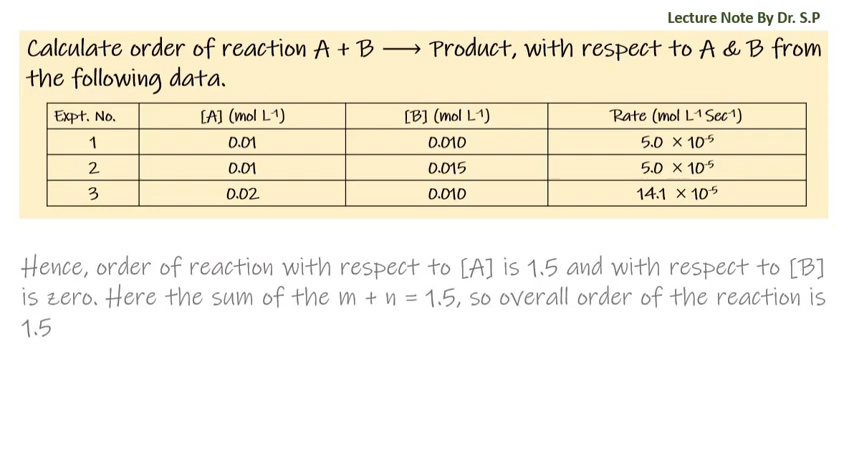 Lecture Note By Dr. S.P
Calculate order of reaction A + B ⟶ Product, with respect to A & B from
the following data.
Expt. No. [A] (mol L⁻¹) [B] (mol L⁻¹) Rate (mol L⁻¹ Sec⁻¹)
1 0.01 0.010 5.0 × 10⁻⁵
2 0.01 0.015 5.0 × 10⁻⁵
3 0.02 0.010 14.1 × 10⁻⁵
Hence, order of reaction with respect to [A] is 1.5 and with respect to [B]
is zero. Here the sum of the m + n = 1.5, so overall order of the reaction is
1.5